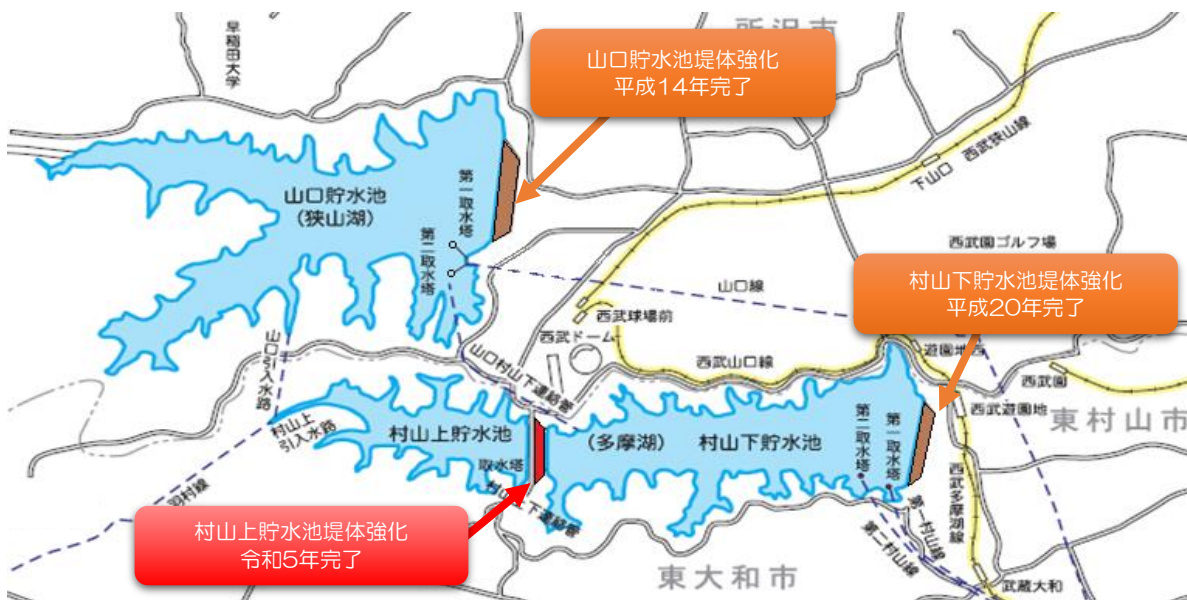 所沢市
早稲田大学
山口貯水池堤体強化
平成14年完了
西武狭山線
下山口
山口貯水池
(狭山湖)
第一取水塔
第二取水塔
西武園ゴルフ場
村山下貯水池堤体強化
平成20年完了
山口線
西武球場前
西武ドーム
西武山口線
遊園地西
西武園
西武遊園地
東村山市
山口引入水路
山口村山下連絡管
村山上
引入水路
村山上貯水池
取水塔
(多摩湖)
村山下貯水池
第二取水塔
第一取水塔
村山上下連絡管
羽村線
西武多摩湖線
第一村山線
第二村山線
村山上貯水池堤体強化
令和5年完了
東大和市
武蔵大和